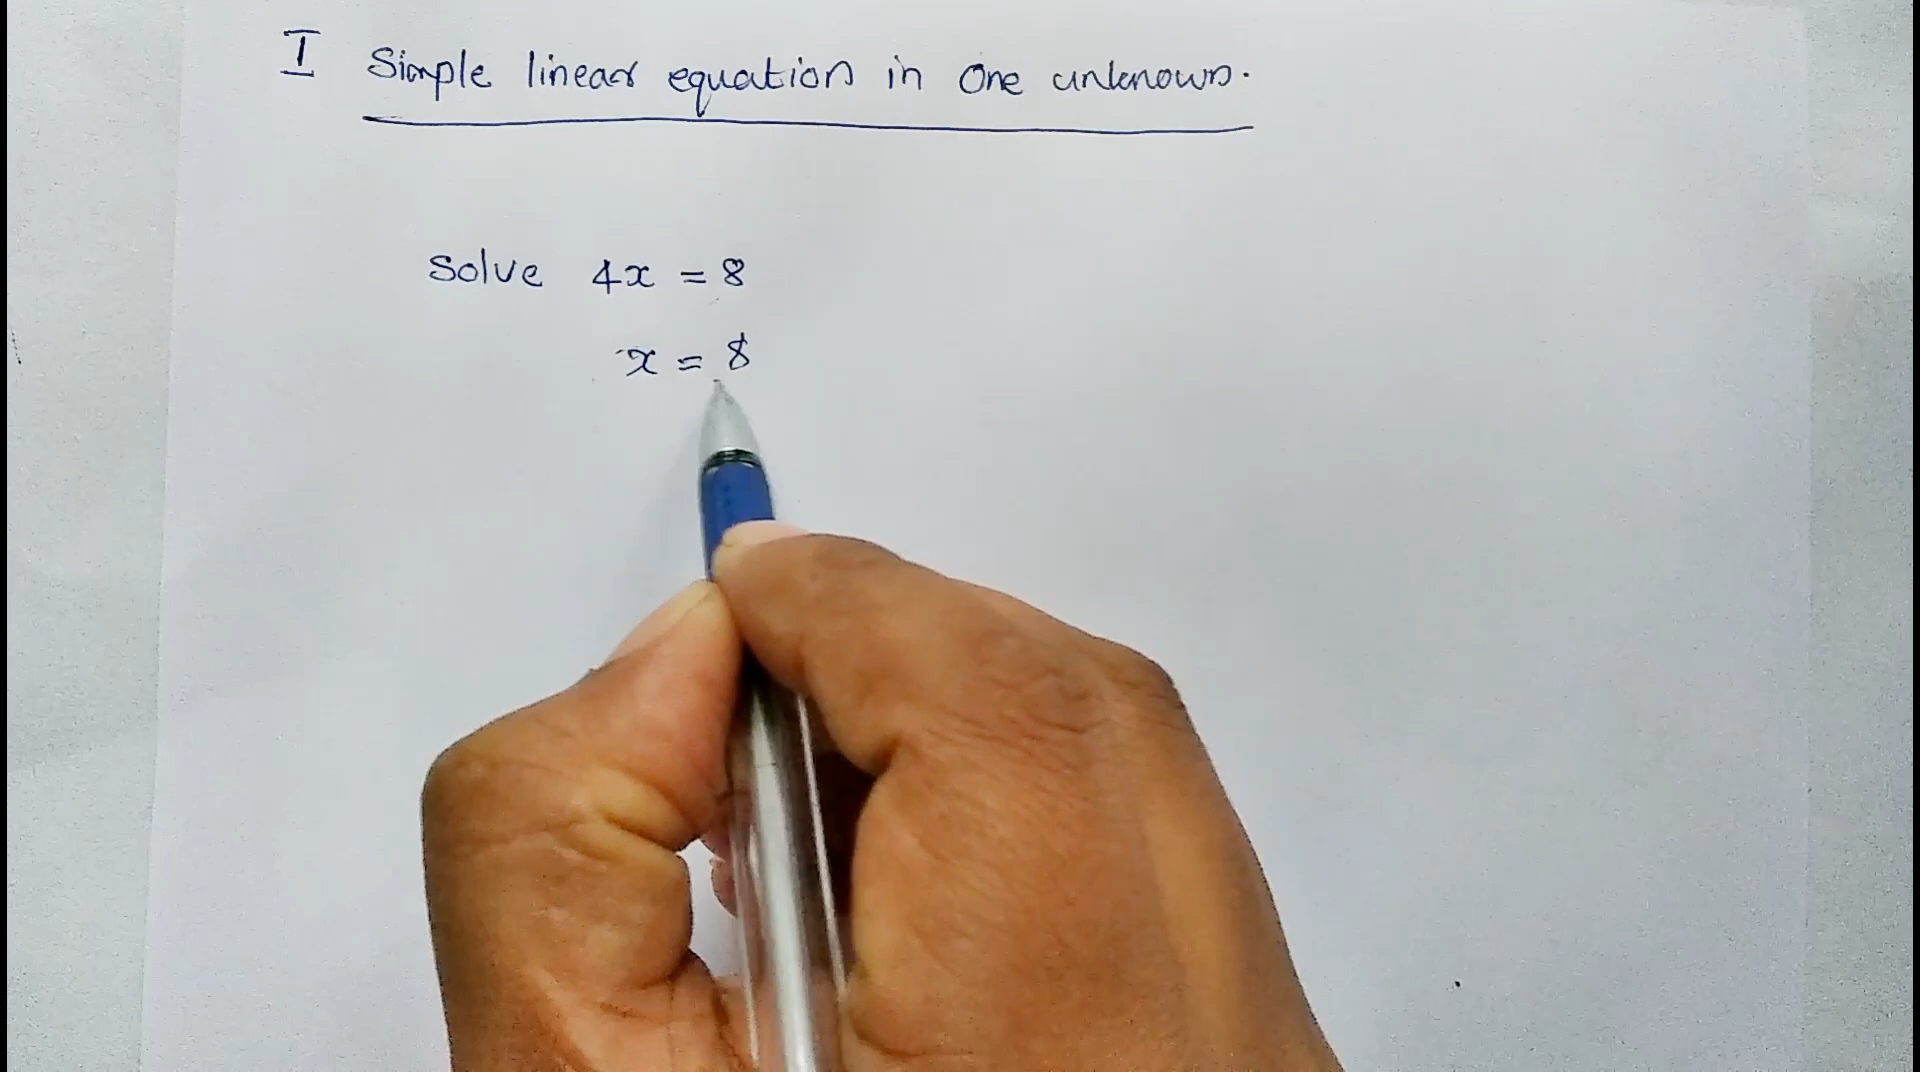 I Simple linear equation in one unknown.
Solve 4x = 8
x = 8